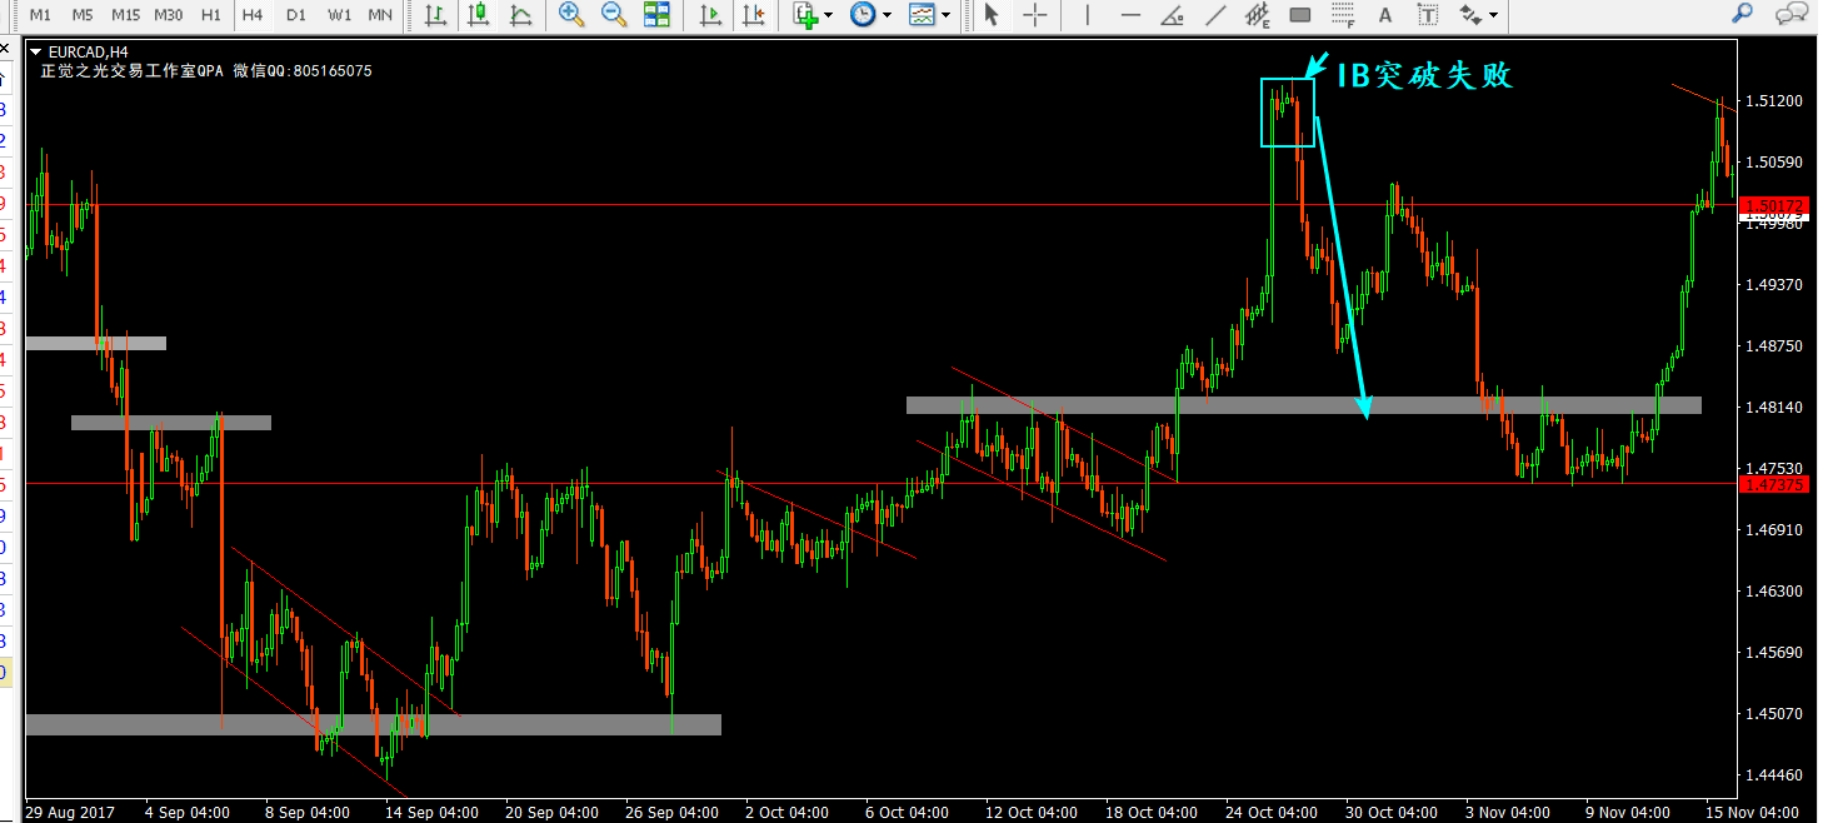 M1 M5 M15 M30 H1 H4 D1 W1 MN E F A T
EURCAD,H4
正觉之光交易工作室QPA 微信QQ:805165075
IB突破失败
1.51200
1.50590
1.50172
1.49980
1.49370
1.48750
1.48140
1.47530
1.47375
1.46910
1.46300
1.45690
1.45070
1.44460
29 Aug 2017 4 Sep 04:00 8 Sep 04:00 14 Sep 04:00 20 Sep 04:00 26 Sep 04:00 2 Oct 04:00 6 Oct 04:00 12 Oct 04:00 18 Oct 04:00 24 Oct 04:00 30 Oct 04:00 3 Nov 04:00 9 Nov 04:00 15 Nov 04:00